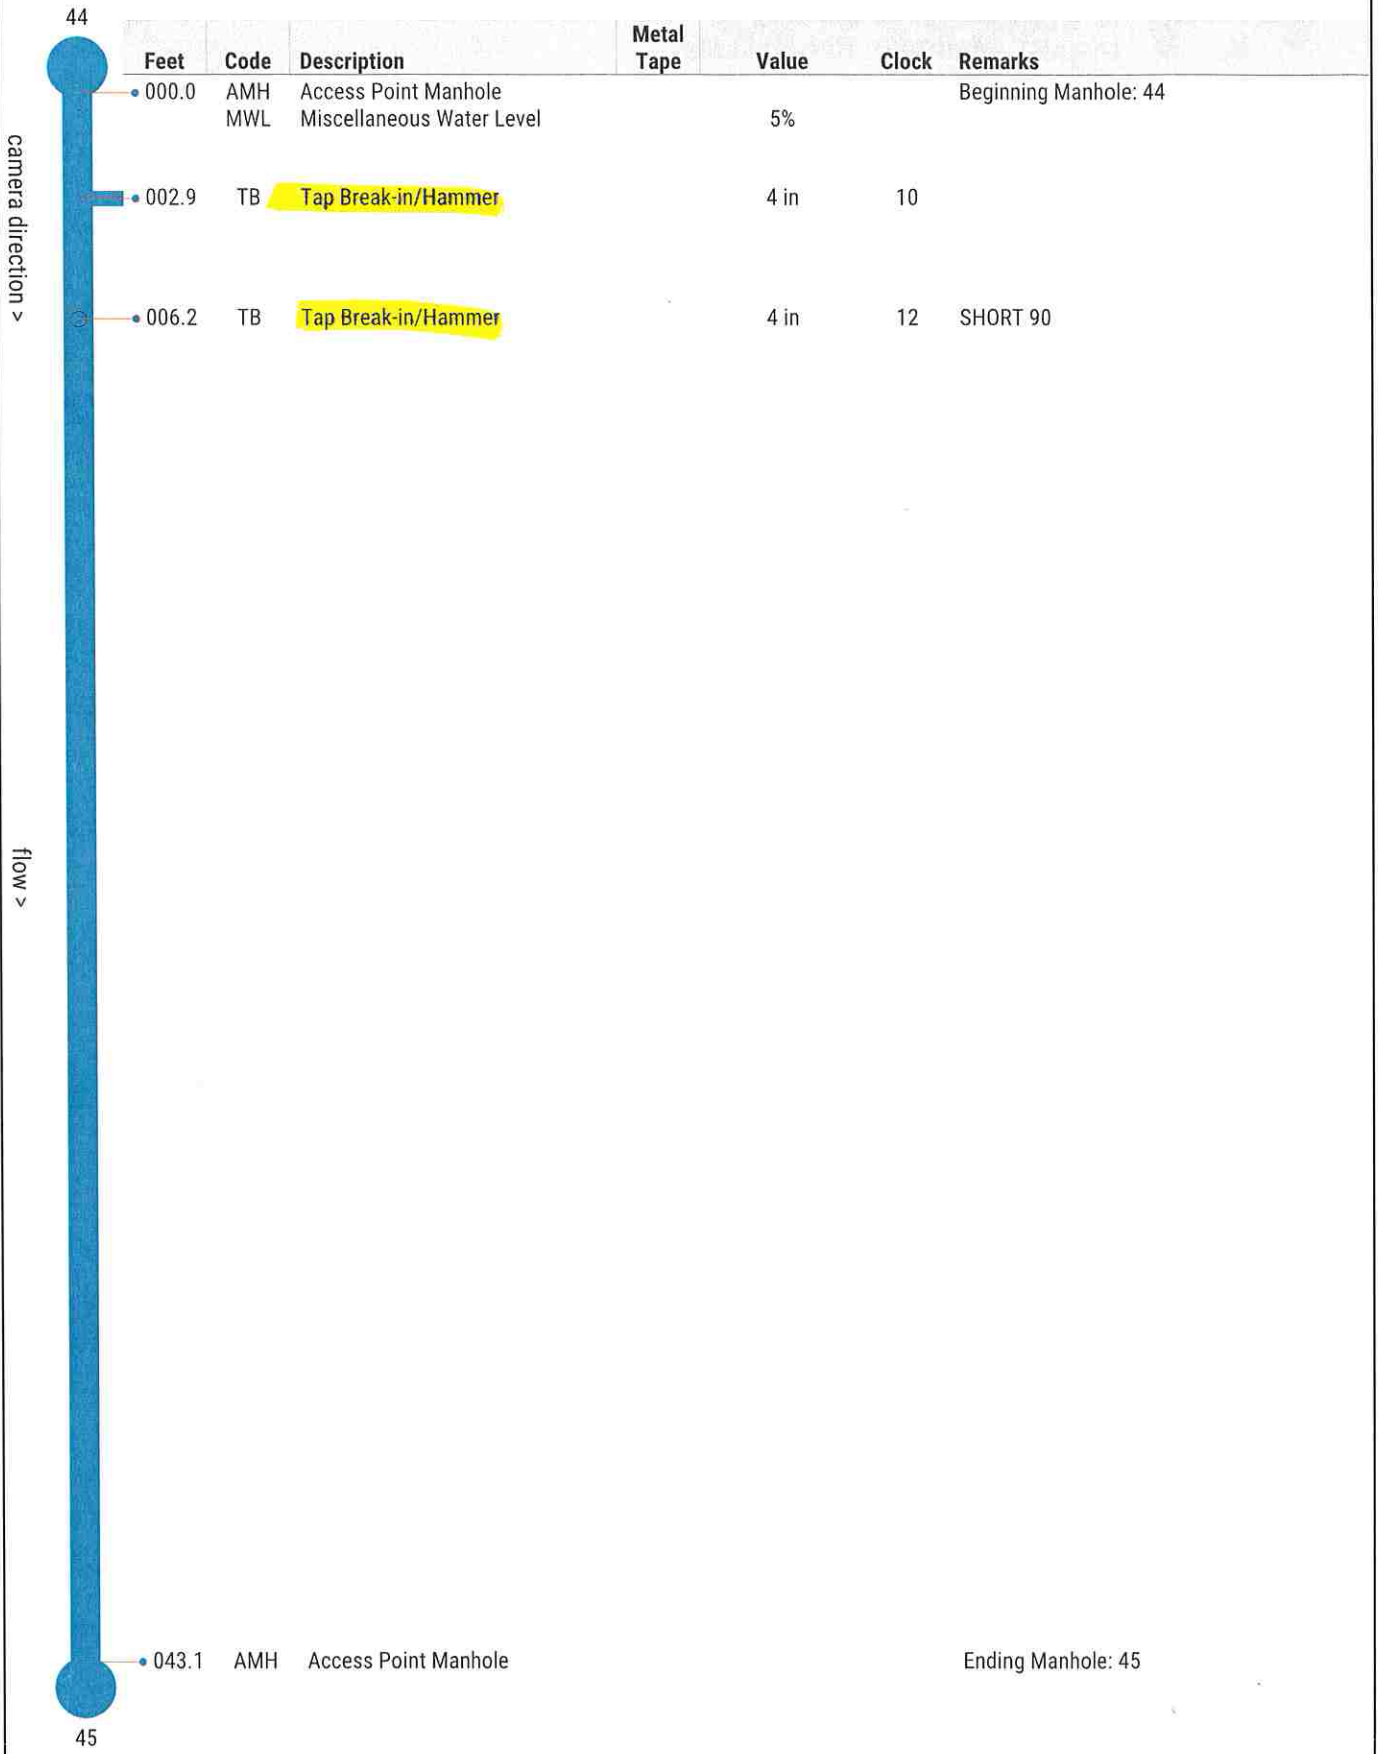 44
Feet Code Description Metal Tape Value Clock Remarks
000.0 AMH Access Point Manhole Beginning Manhole: 44
MWL Miscellaneous Water Level 5%
camera direction >
002.9 TB Tap Break-in/Hammer 4 in 10
006.2 TB Tap Break-in/Hammer 4 in 12 SHORT 90
flow >
043.1 AMH Access Point Manhole Ending Manhole: 45
45